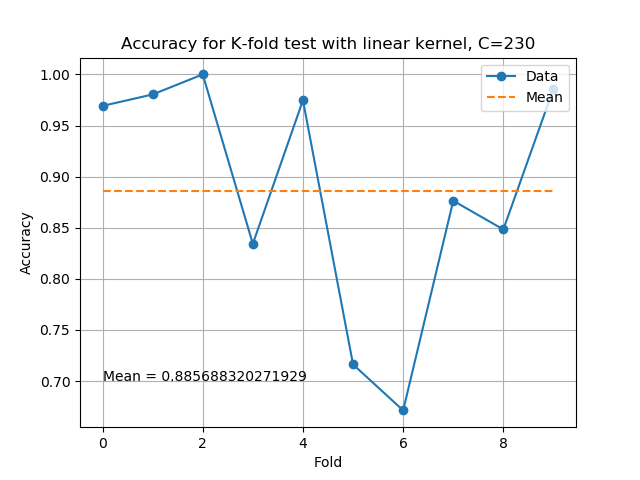 Accuracy for K-fold test with linear kernel, C=230
Data
Mean
1.00
0.95
0.90
0.85
0.80
0.75
0.70
Accuracy
Mean = 0.885688320271929
0 2 4 6 8
Fold